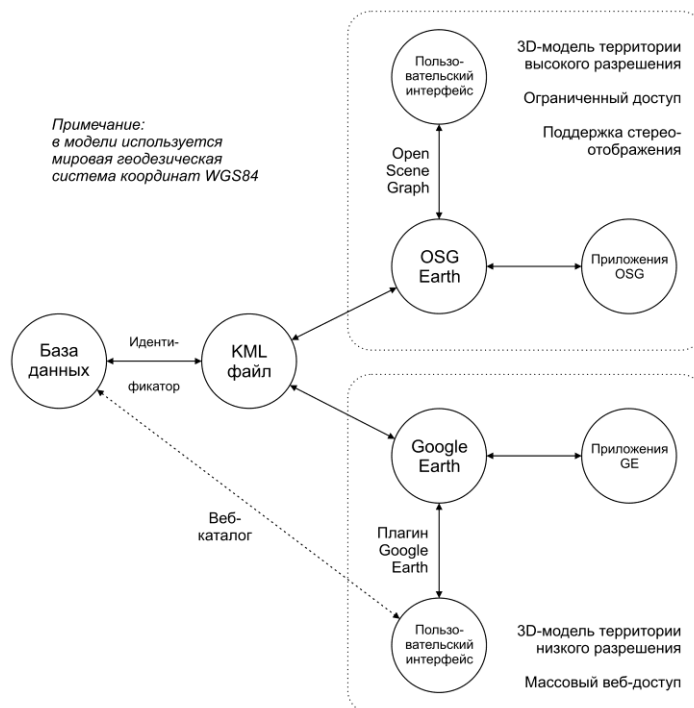 Пользо-
вательский
интерфейс
3D-модель территории
высокого разрешения
Ограниченный доступ
Поддержка стерео-
отображения
Примечание:
в модели используется
мировая геодезическая
система координат WGS84
Open
Scene
Graph
OSG
Earth
Приложения
OSG
База
данных
Иденти-
фикатор
KML
файл
Google
Earth
Приложения
GE
Веб-
каталог
Плагин
Google
Earth
Пользо-
вательский
интерфейс
3D-модель территории
низкого разрешения
Массовый веб-доступ